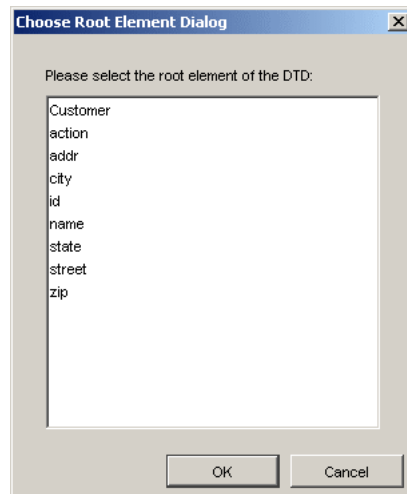 Choose Root Element Dialog
Please select the root element of the DTD:
Customer
action
addr
city
id
name
state
street
zip
OK
Cancel